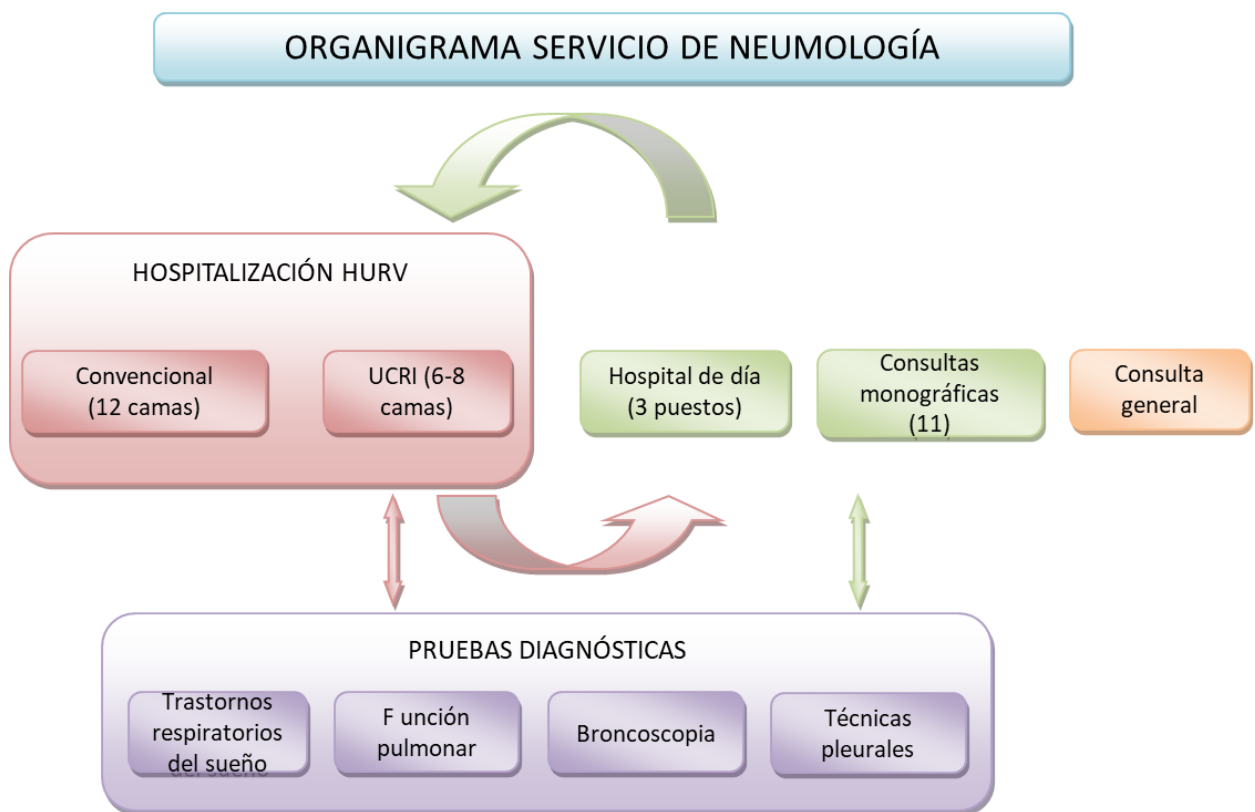 ORGANIGRAMA SERVICIO DE NEUMOLOGÍA
HOSPITALIZACIÓN HURV
Convencional
(12 camas)
UCRI (6-8
camas)
Hospital de día
(3 puestos)
Consultas
monográficas
(11)
Consulta
general
PRUEBAS DIAGNÓSTICAS
Trastornos
respiratorios
del sueño
F unción
pulmonar
Broncoscopia
Técnicas
pleurales